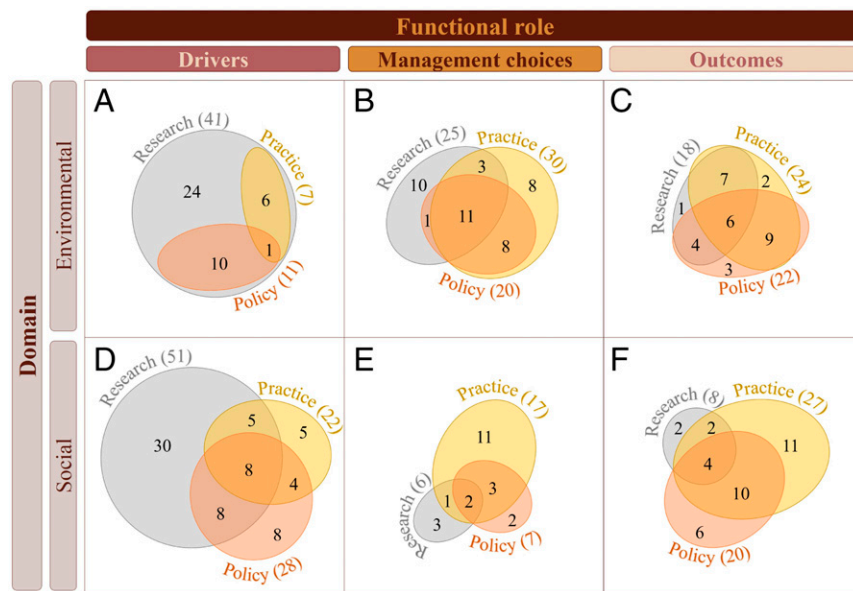 Functional role
Drivers
Management choices
Outcomes
Domain
Environmental
Social
A
Research (41)
Practice (7)
24
6
10
1
Policy (11)
B
Research (25)
Practice (30)
10
3
8
1
11
8
Policy (20)
C
Research (18)
Practice (24)
7
2
1
6
4
9
3
Policy (22)
D
Research (51)
Practice (22)
5
5
30
8
4
8
8
Policy (28)
E
Practice (17)
11
Research (6)
1
2
3
3
2
Policy (7)
F
Research (8)
Practice (27)
2
2
11
4
10
6
Policy (20)